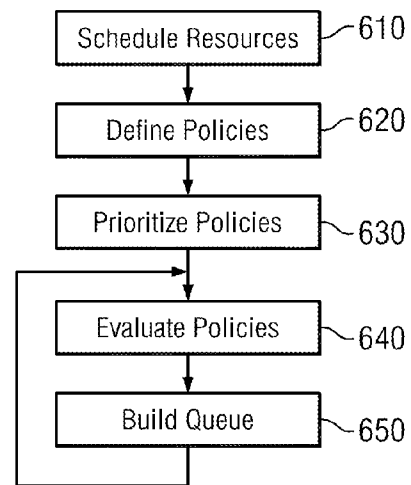 Schedule Resources 610
Define Policies 620
Prioritize Policies 630
Evaluate Policies 640
Build Queue 650